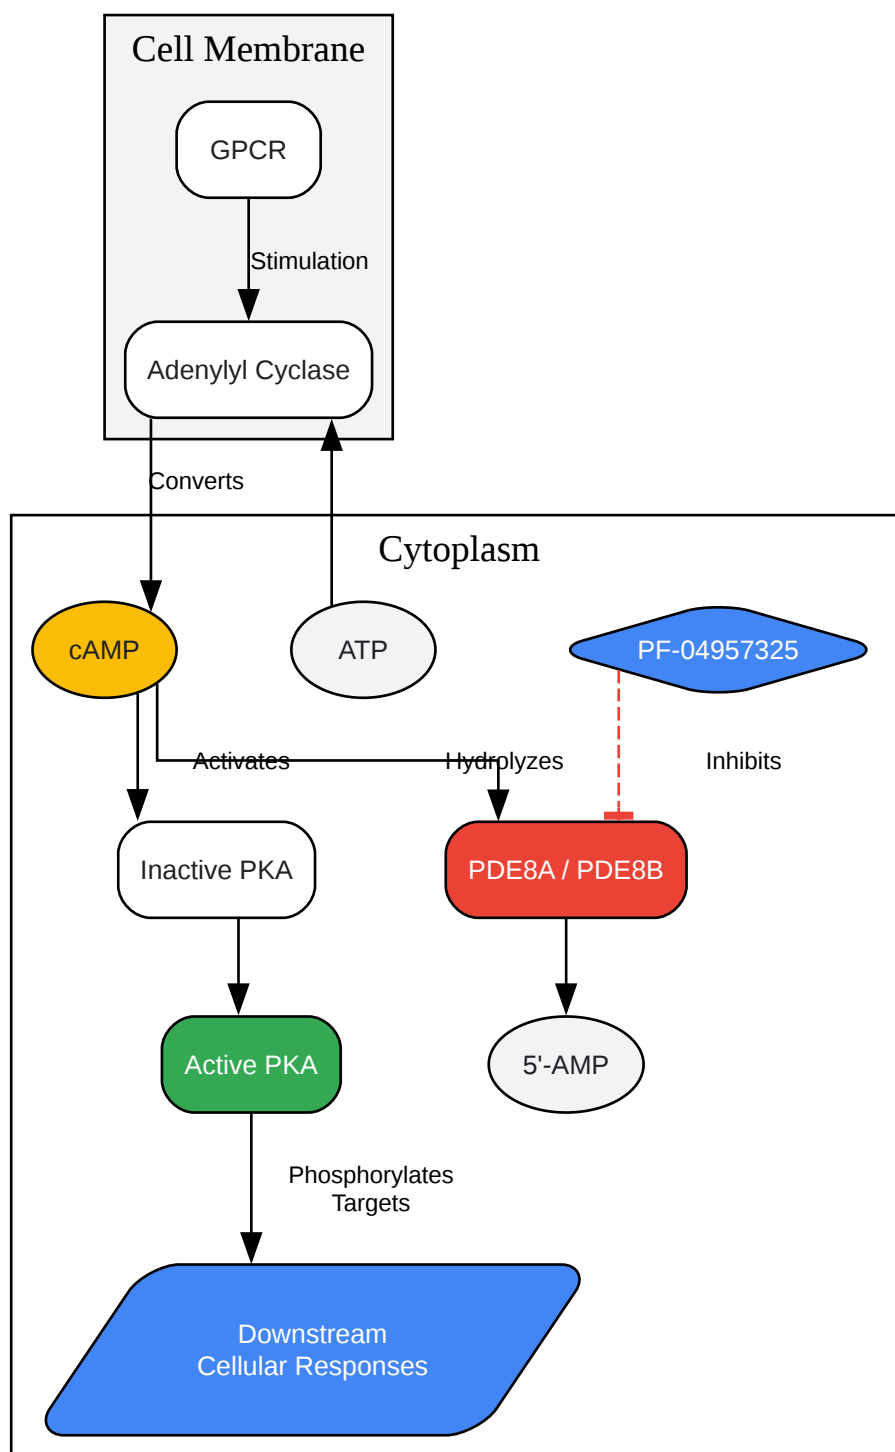 Cell Membrane
GPCR
Stimulation
Adenylyl Cyclase
Converts
Cytoplasm
cAMP
ATP
PF-04957325
Activates
Hydrolyzes
Inhibits
Inactive PKA
PDE8A / PDE8B
Active PKA
5'-AMP
Phosphorylates
Targets
Downstream
Cellular Responses